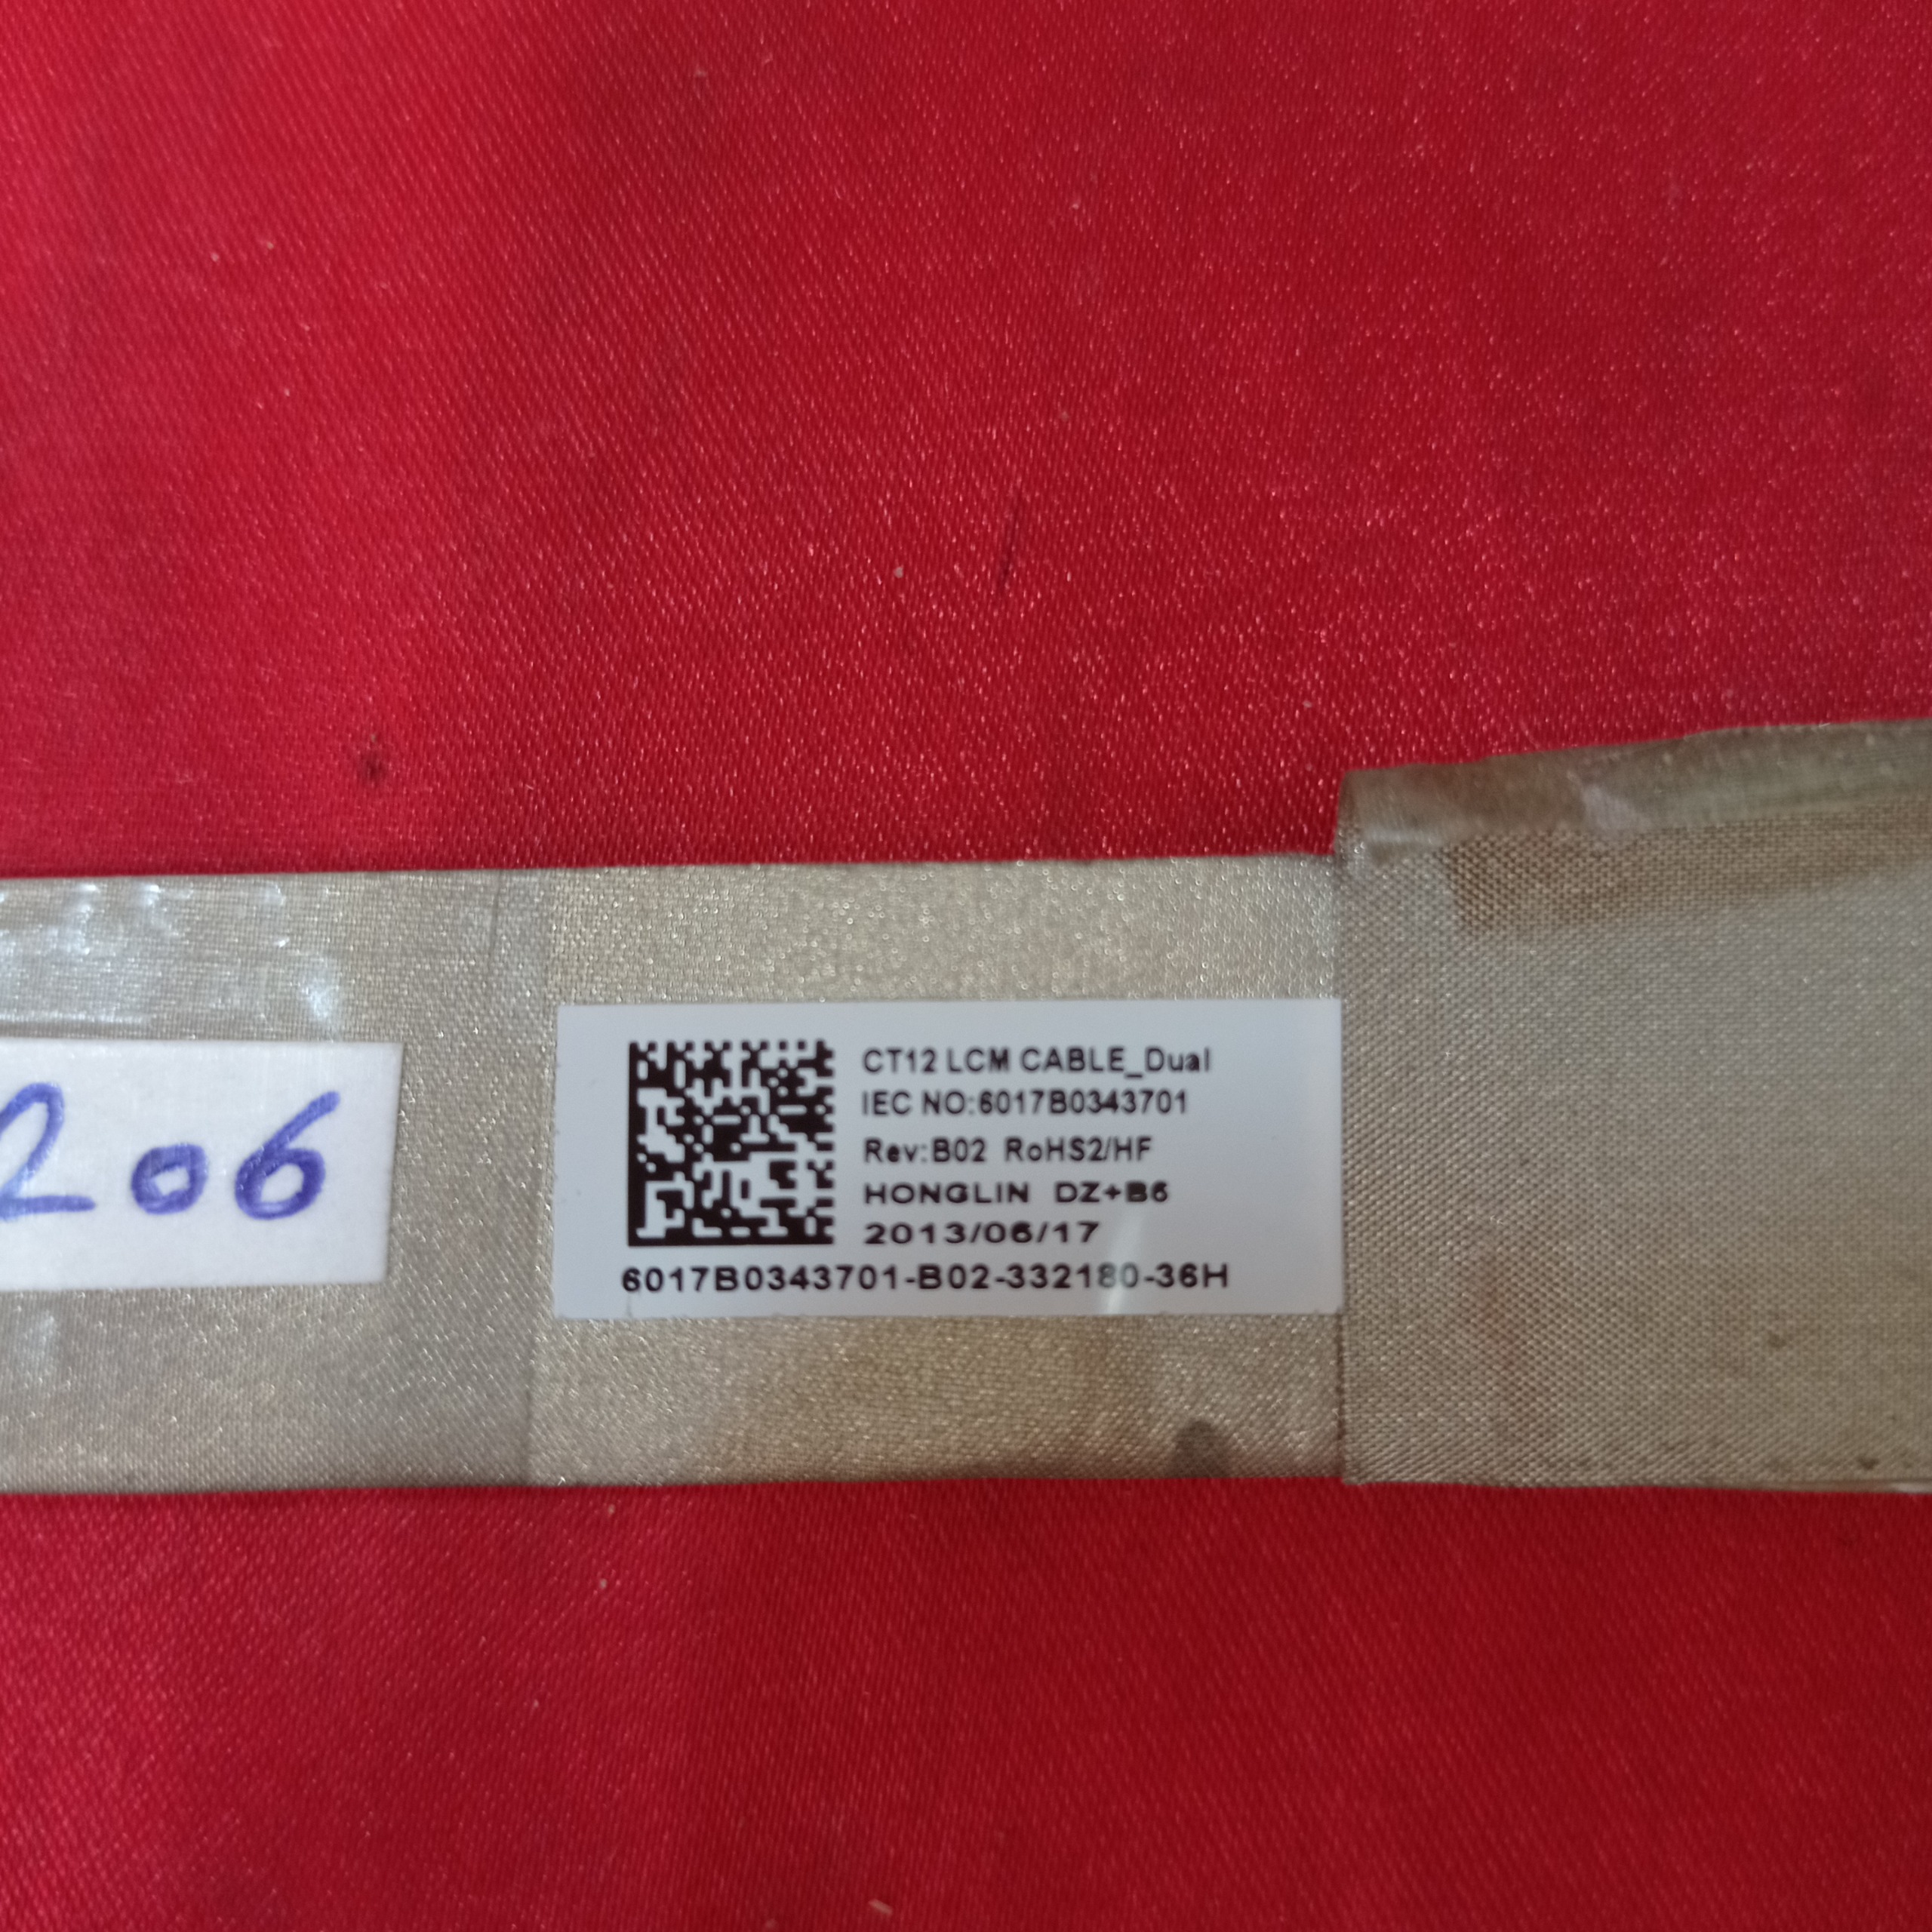 206
CT12 LCM CABLE_Dual
IEC NO:6017B0343701
Rev:B02 RoHS2/HF
HONGLIN DZ+B6
2013/06/17
6017B0343701-B02-332180-36H